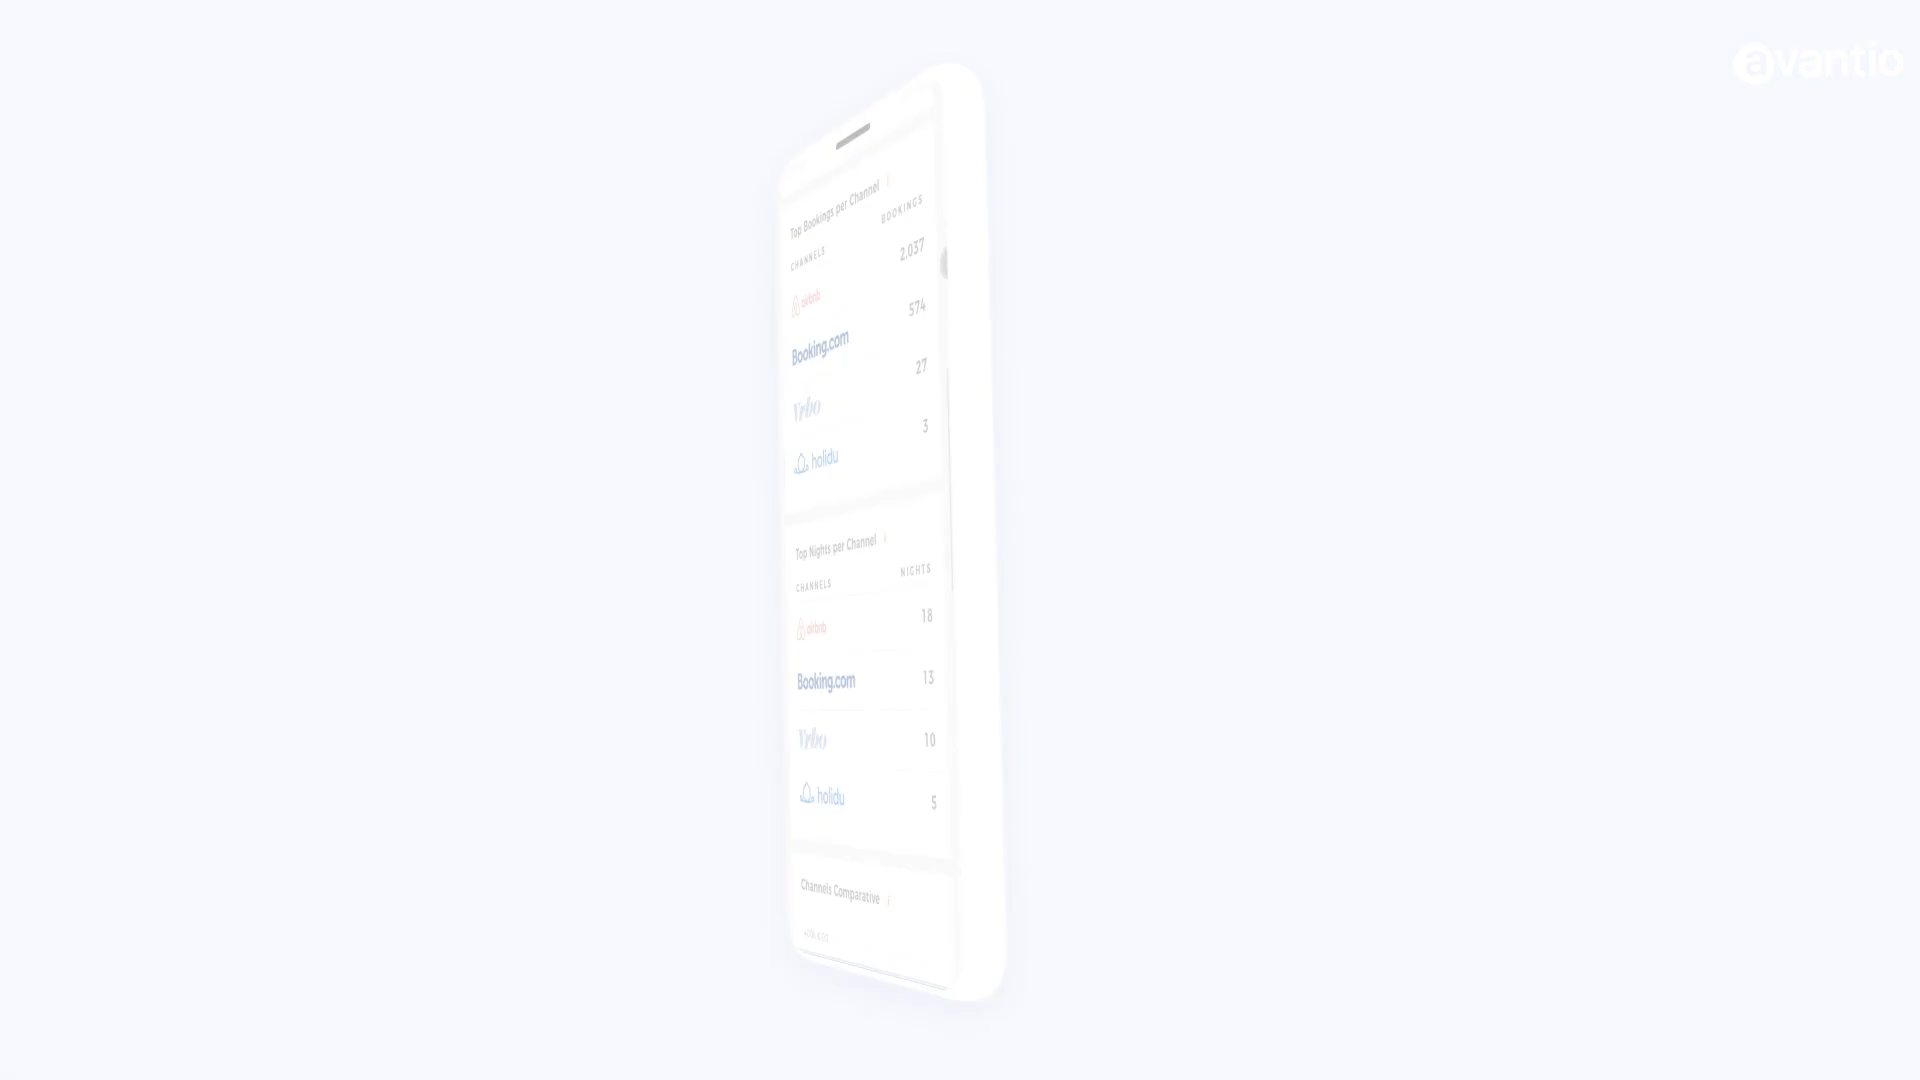 avantio
Top Bookings per Channel
CHANNELS BOOKINGS
airbnb 2,037
Booking.com 574
Vrbo 27
holidu 3
Top Nights per Channel
CHANNELS NIGHTS
airbnb 18
Booking.com 13
Vrbo 10
holidu 5
Channels Comparative